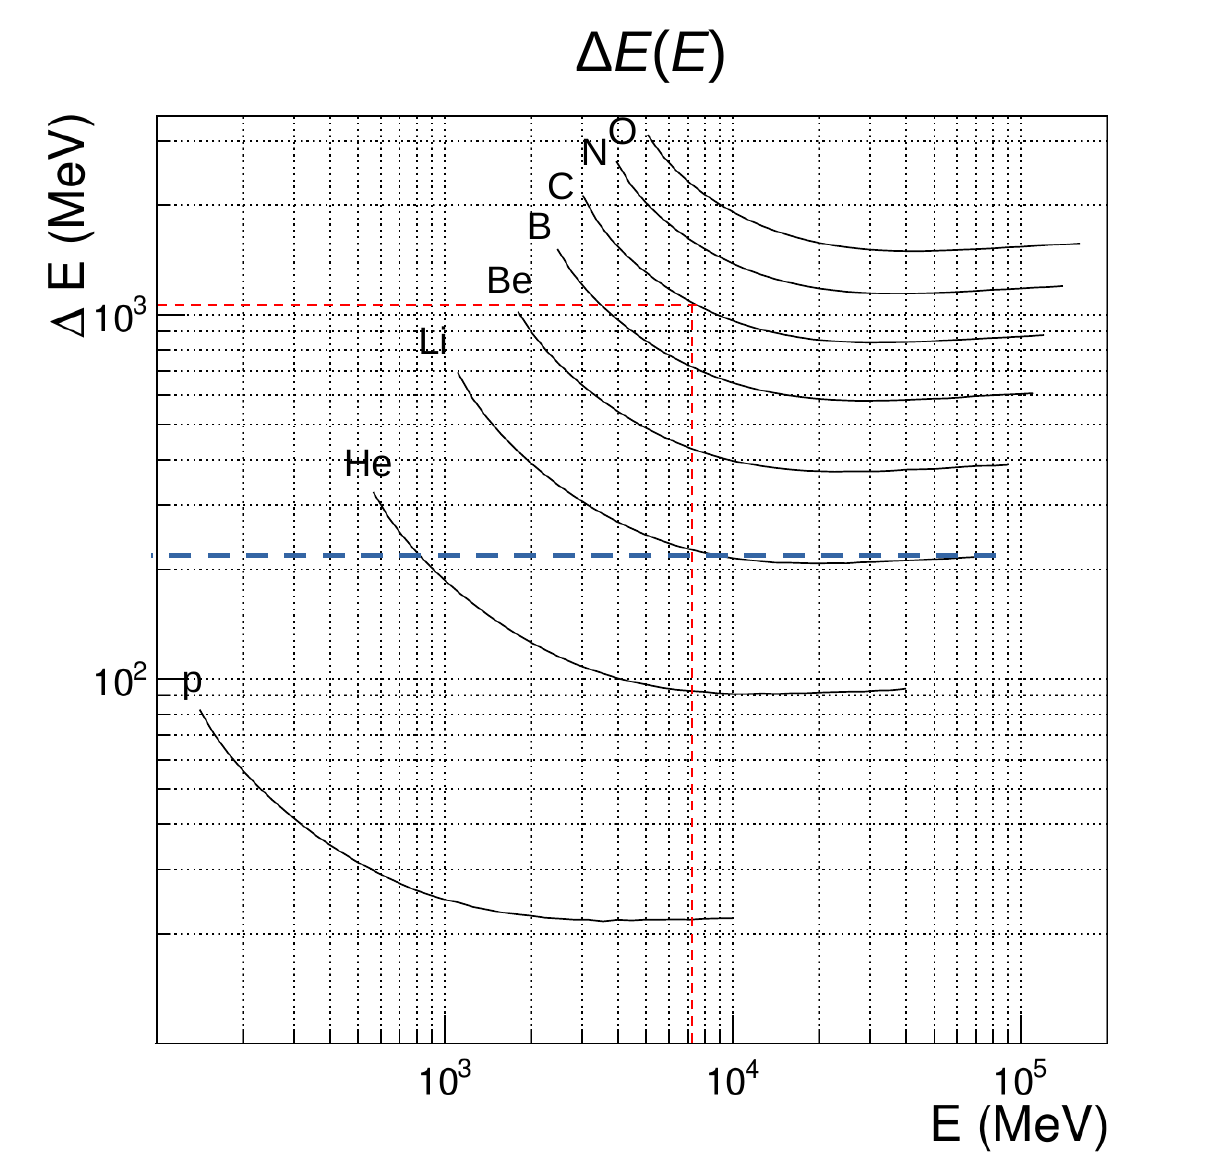 ΔE(E)
Δ E (MeV)
O
N
C
B
Be
10³
Li
He
10²
p
10³ 10⁴ 10⁵
E (MeV)